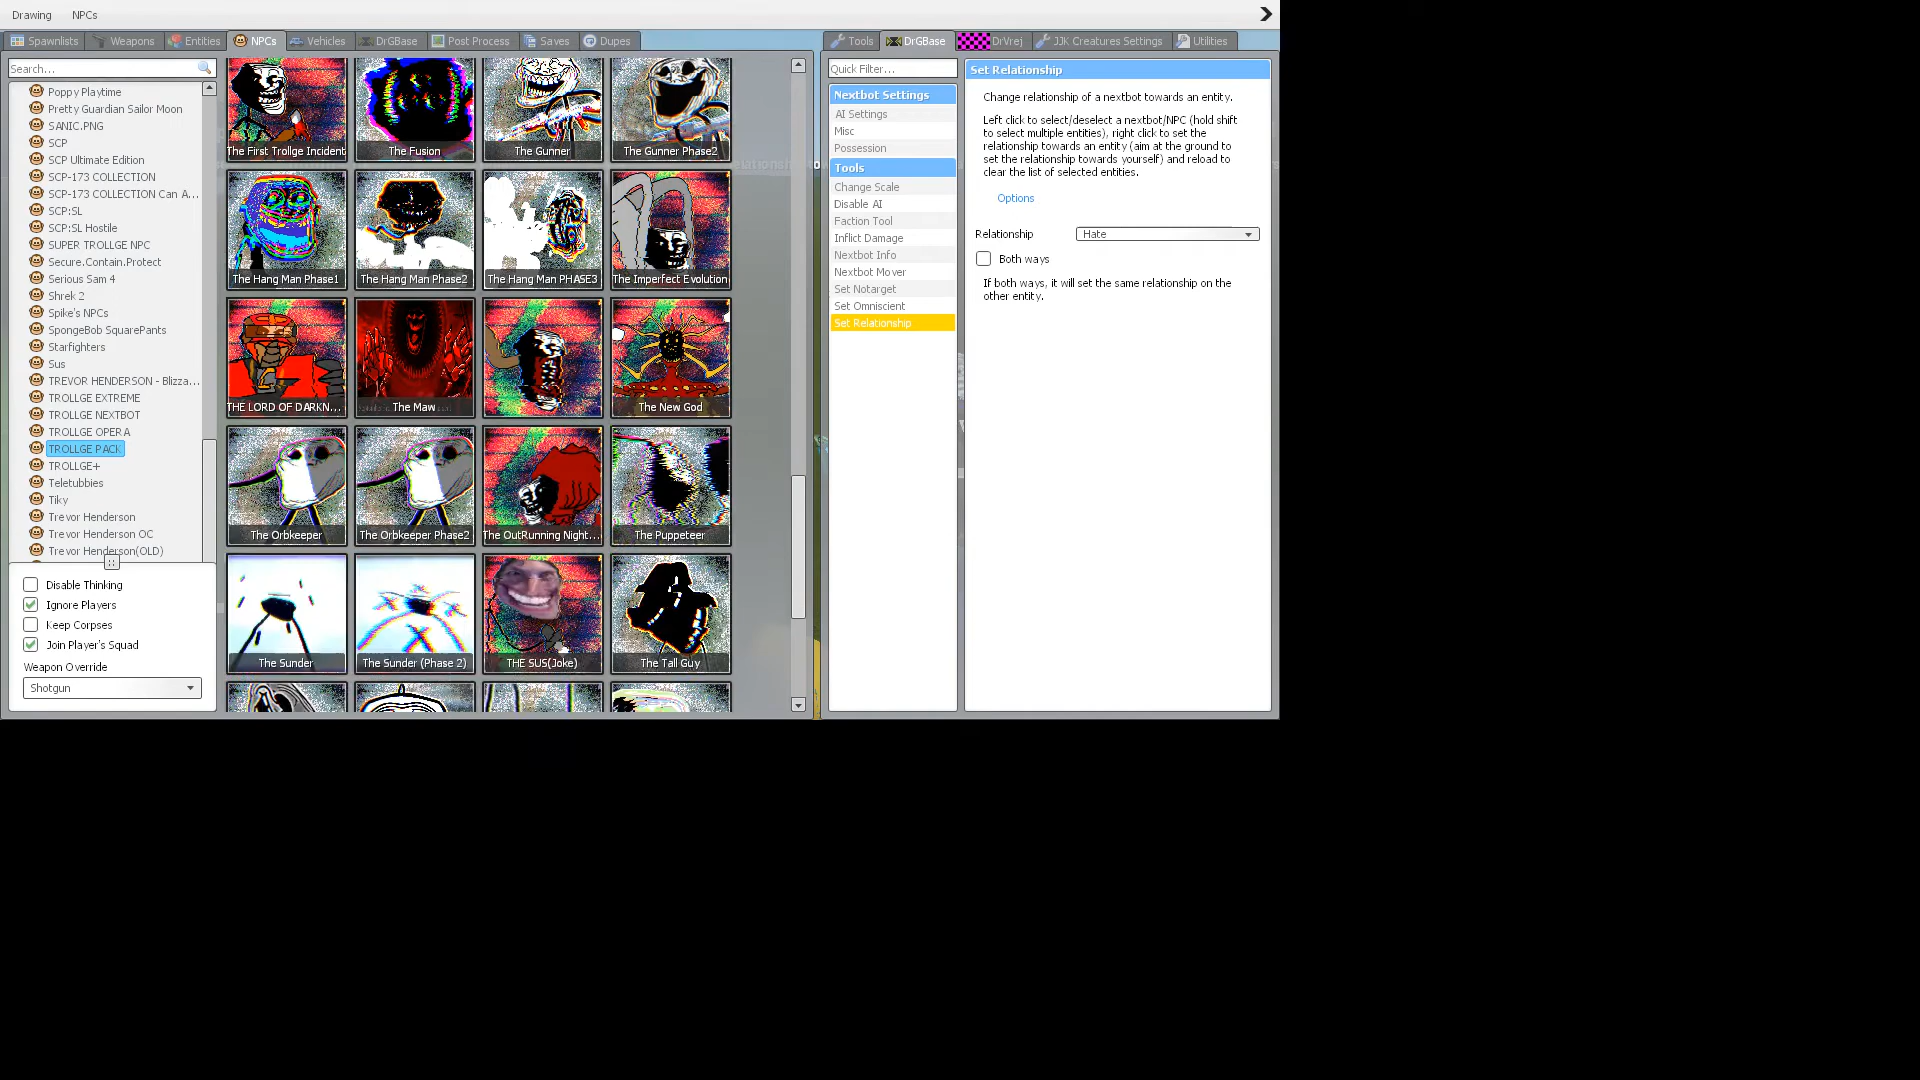 Drawing NPCs
Spawnlists Weapons Entities NPCs Vehicles DrGBase Post Process Saves Dupes
Search...
Poppy Playtime
Pretty Guardian Sailor Moon
SANIC.PNG
SCP
SCP Ultimate Edition
SCP-173 COLLECTION
SCP-173 COLLECTION Can A...
SCP:SL
SCP:SL Hostile
SUPER TROLLGE NPC
Secure.Contain.Protect
Serious Sam 4
Shrek 2
Spike's NPCs
SpongeBob SquarePants
Starfighters
Sus
TREVOR HENDERSON - Blizza...
TROLLGE EXTREME
TROLLGE NEXTBOT
TROLLGE OPERA
TROLLGE PACK
TROLLGE+
Teletubbies
Tiky
Trevor Henderson
Trevor Henderson OC
Trevor Henderson(OLD)
Disable Thinking
Ignore Players
Keep Corpses
Join Player's Squad
Weapon Override
Shotgun
The First Trollge Incident The Fusion The Gunner The Gunner Phase2
The Hang Man Phase1 The Hang Man Phase2 The Hang Man PHASE3 The Imperfect Evolution
THE LORD OF DARKN... The Maw The New God
The Orbkeeper The Orbkeeper Phase2 The OutRunning Night... The Puppeteer
The Sunder The Sunder (Phase 2) THE SUS(Joke) The Tall Guy
Tools DrGBase DrVrej JJK Creatures Settings Utilities
Quick Filter...
Nextbot Settings
AI Settings
Misc
Possession
Tools
Change Scale
Disable AI
Faction Tool
Inflict Damage
Nextbot Info
Nextbot Mover
Set Notarget
Set Omniscient
Set Relationship
Set Relationship
Change relationship of a nextbot towards an entity.
Left click to select/deselect a nextbot/NPC (hold shift
to select multiple entities), right click to set the
relationship towards an entity (aim at the ground to
set the relationship towards yourself) and reload to
clear the list of selected entities.
Options
Relationship Hate
Both ways
If both ways, it will set the same relationship on the
other entity.